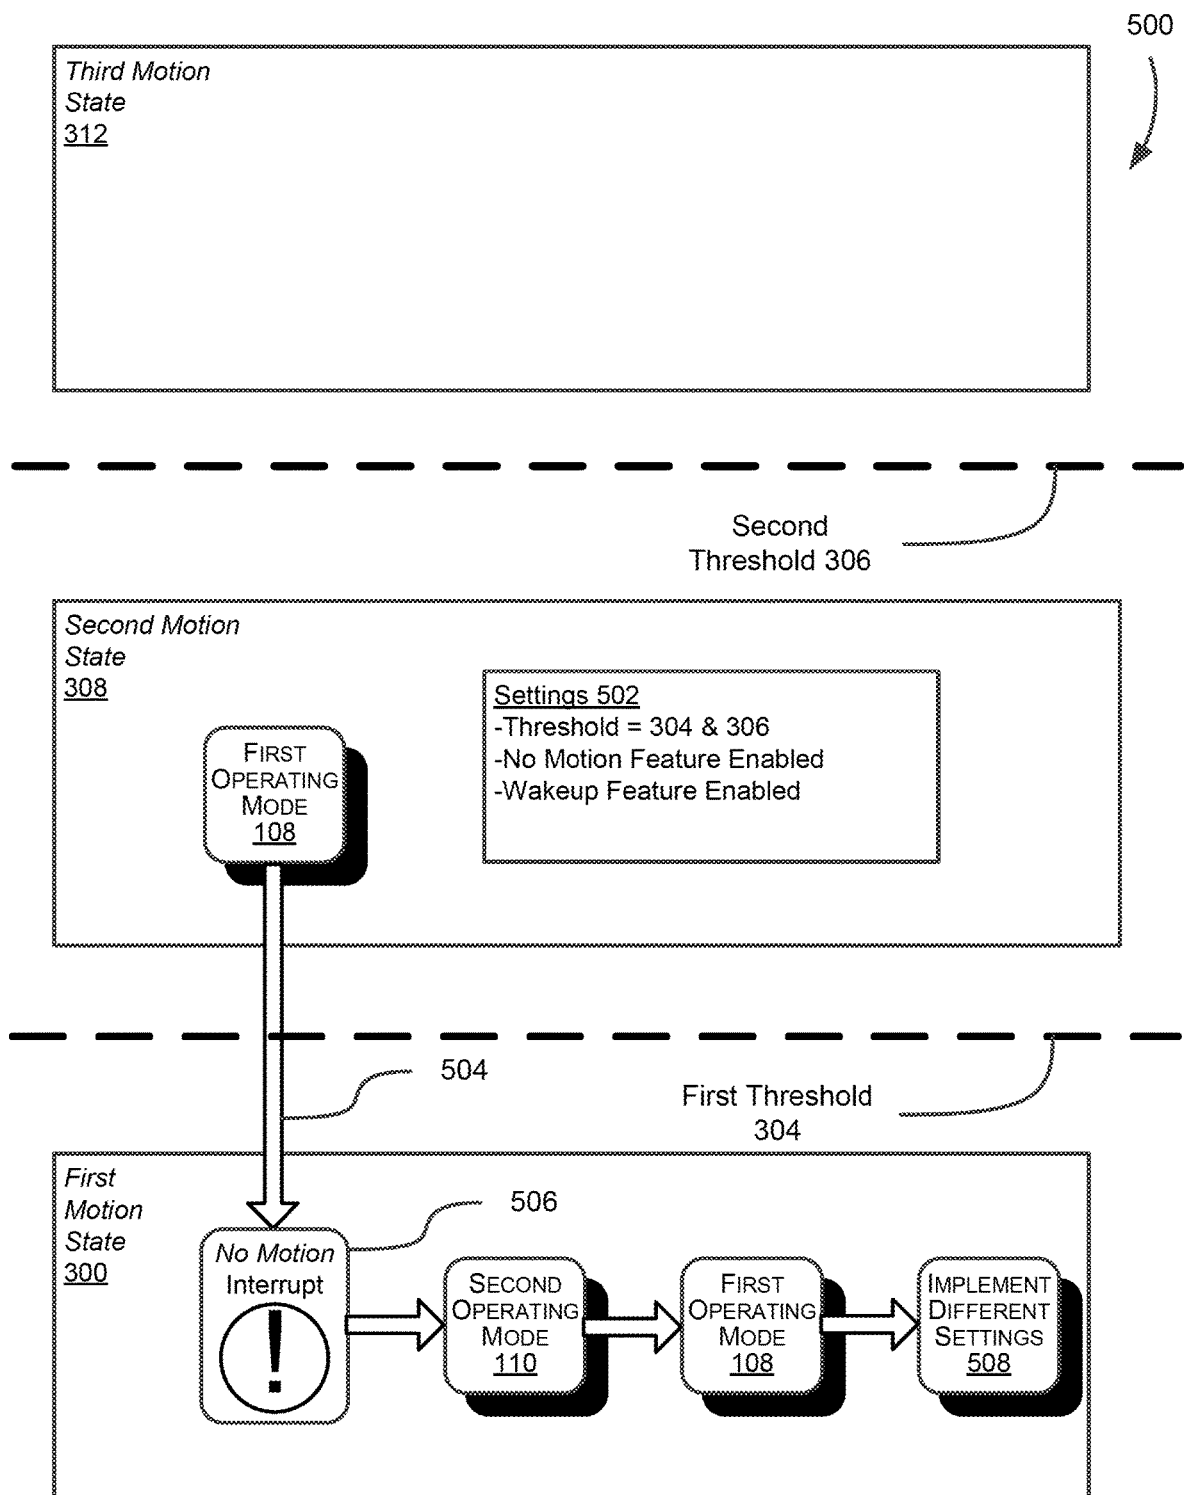 500
Third Motion
State
312
Second
Threshold 306
Second Motion
State
308
Settings 502
-Threshold = 304 & 306
-No Motion Feature Enabled
-Wakeup Feature Enabled
FIRST
OPERATING
MODE
108
504
First Threshold
304
First
Motion
State
300
506
No Motion
Interrupt
!
SECOND
OPERATING
MODE
110
FIRST
OPERATING
MODE
108
IMPLEMENT
DIFFERENT
SETTINGS
508